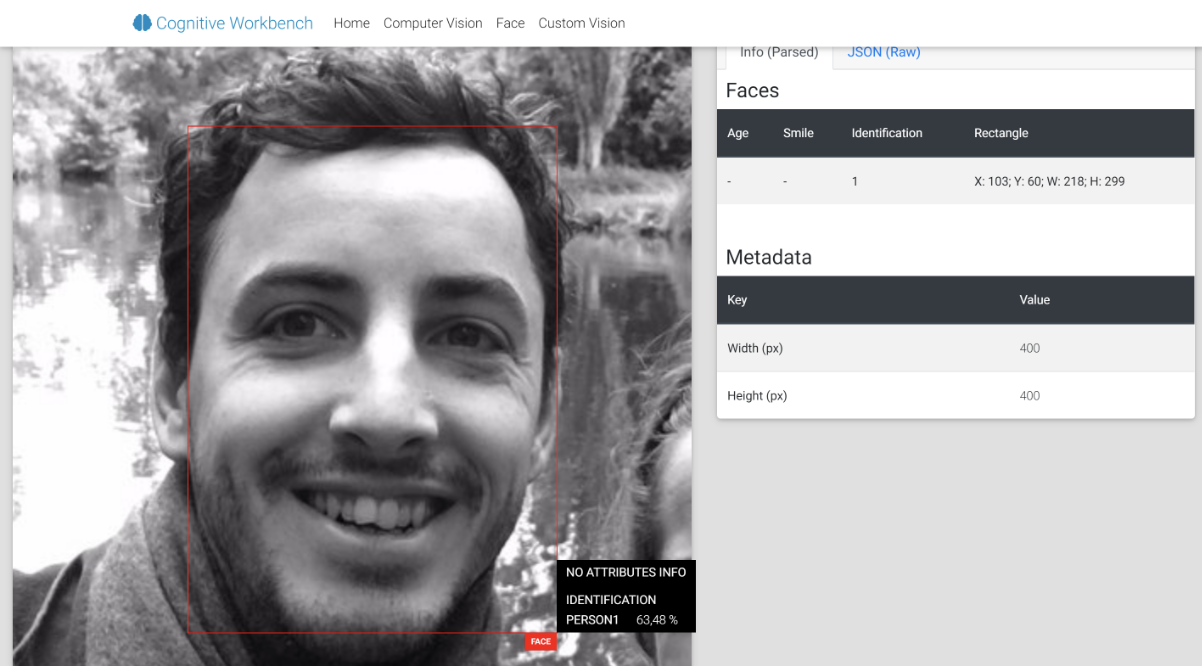 Cognitive Workbench Home Computer Vision Face Custom Vision
Info (Parsed) JSON (Raw)
Faces
Age Smile Identification Rectangle
- - 1 X: 103; Y: 60; W: 218; H: 299
Metadata
Key Value
Width (px) 400
Height (px) 400
NO ATTRIBUTES INFO
IDENTIFICATION
PERSON1 63,48 %
FACE